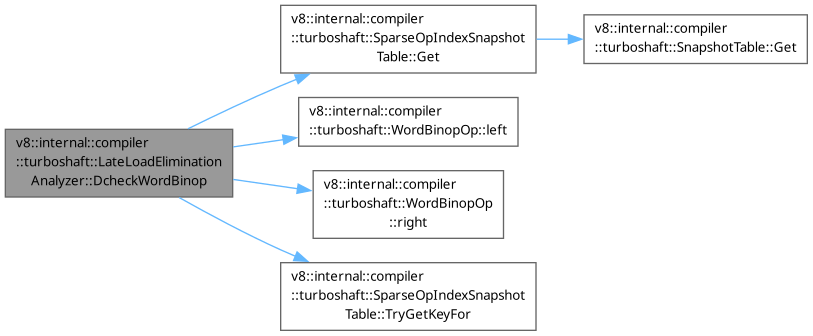 v8::internal::compiler
::turboshaft::LateLoadElimination
Analyzer::DcheckWordBinop
v8::internal::compiler
::turboshaft::SparseOpIndexSnapshot
Table::Get
v8::internal::compiler
::turboshaft::SnapshotTable::Get
v8::internal::compiler
::turboshaft::WordBinopOp::left
v8::internal::compiler
::turboshaft::WordBinopOp
::right
v8::internal::compiler
::turboshaft::SparseOpIndexSnapshot
Table::TryGetKeyFor